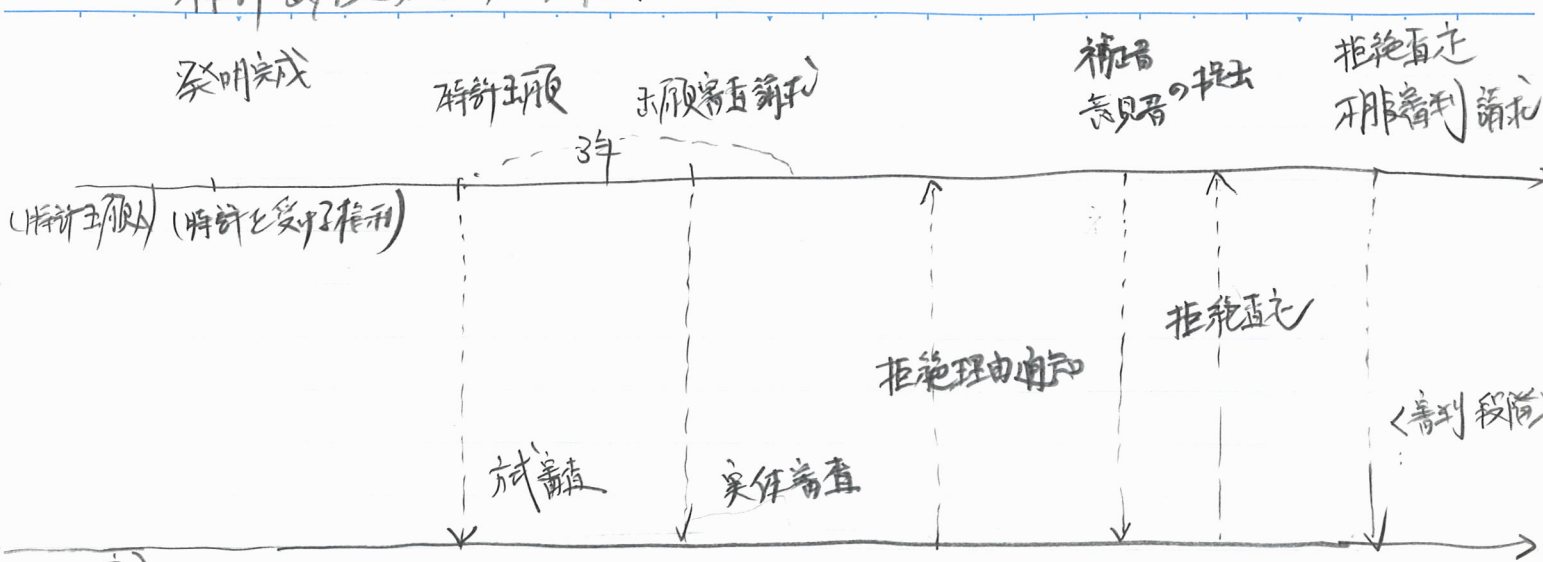 発明完成
特許出願
出願審査請求
補正書
意見書の提出
拒絶査定
不服審判請求
3年
(特許出願人)
(特許を受ける権利)
拒絶査定
拒絶理由通知
<審判段階
方式審査
実体審査